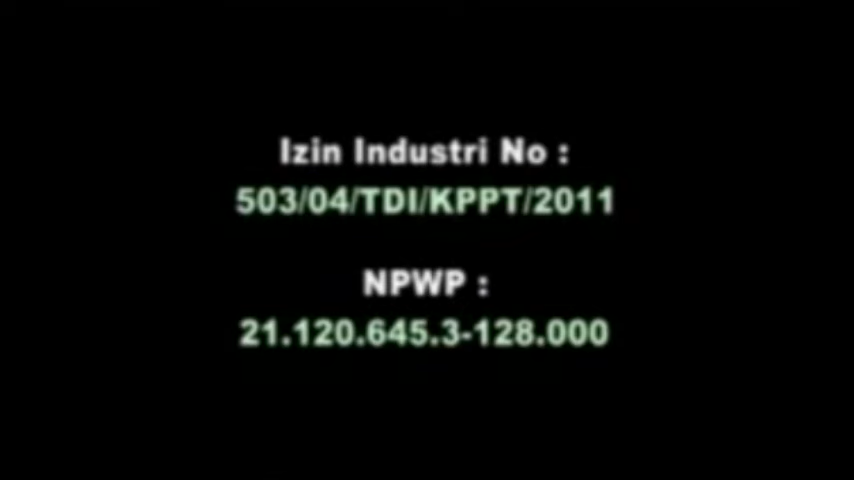 Izin Industri No :
503/04/TDI/KPPT/2011
NPWP :
21.120.645.3-128.000